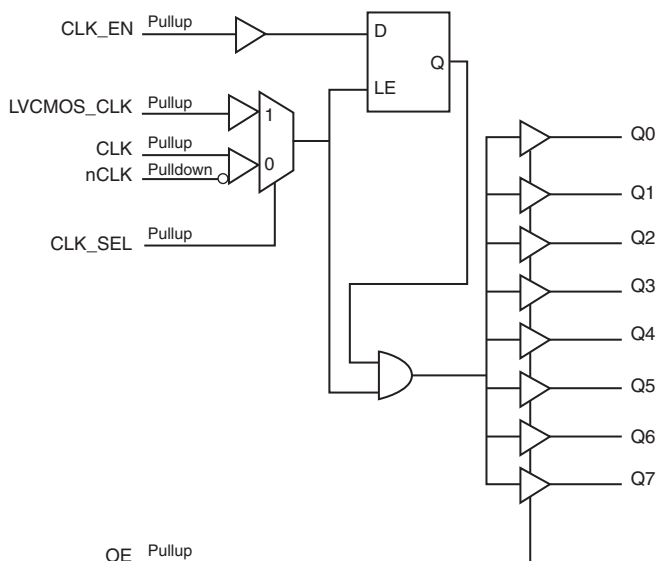 CLK_EN Pullup
D
Q
LE
LVCMOS_CLK Pullup
1
CLK Pullup
0
nCLK Pulldown
CLK_SEL Pullup
Q0
Q1
Q2
Q3
Q4
Q5
Q6
Q7
OE Pullup